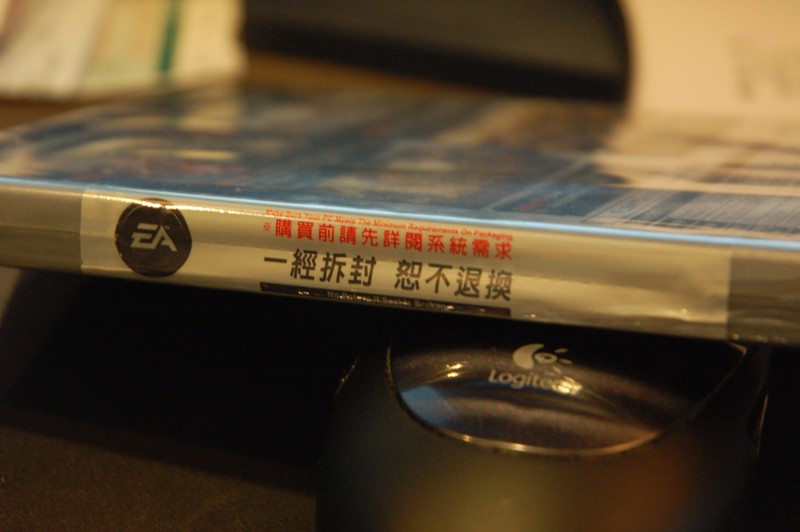 EA
Make Sure Your PC Meets The Minimum Requirements On Packaging
※購買前請先詳閱系統需求
一經拆封 恕不退換
Logitech